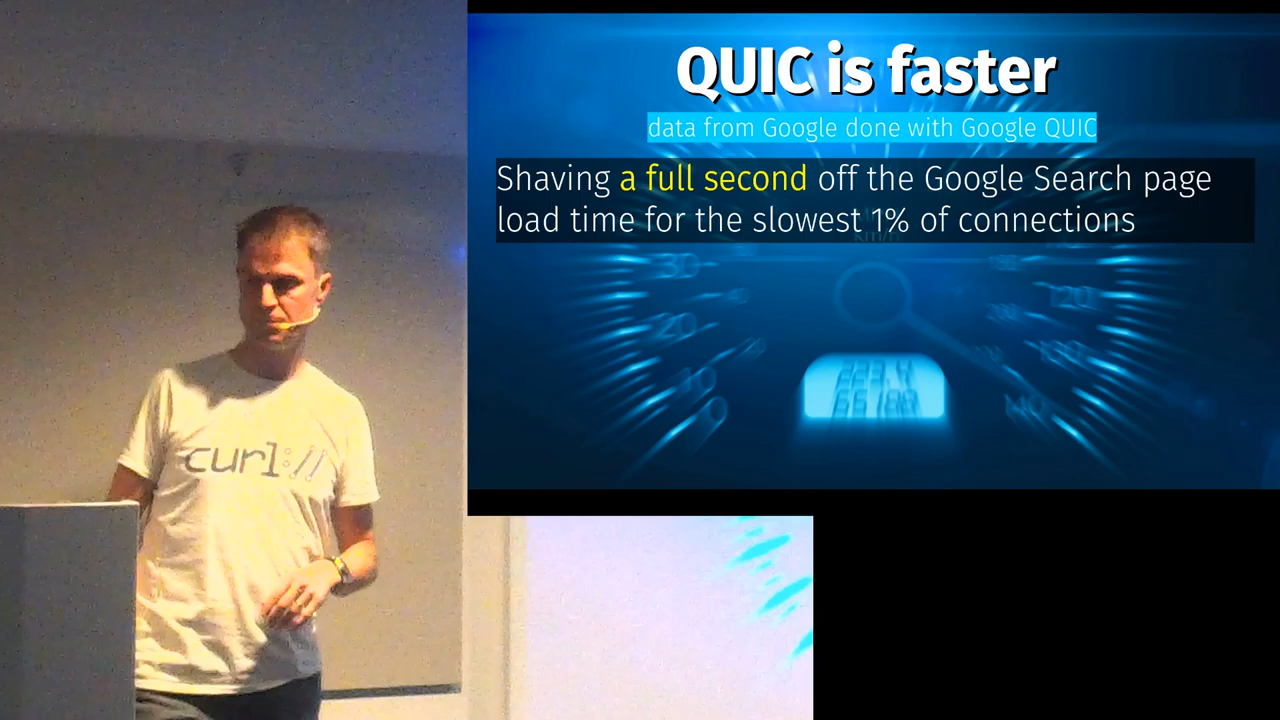 QUIC is faster
data from Google done with Google QUIC
Shaving a full second off the Google Search page
load time for the slowest 1% of connections
curl://